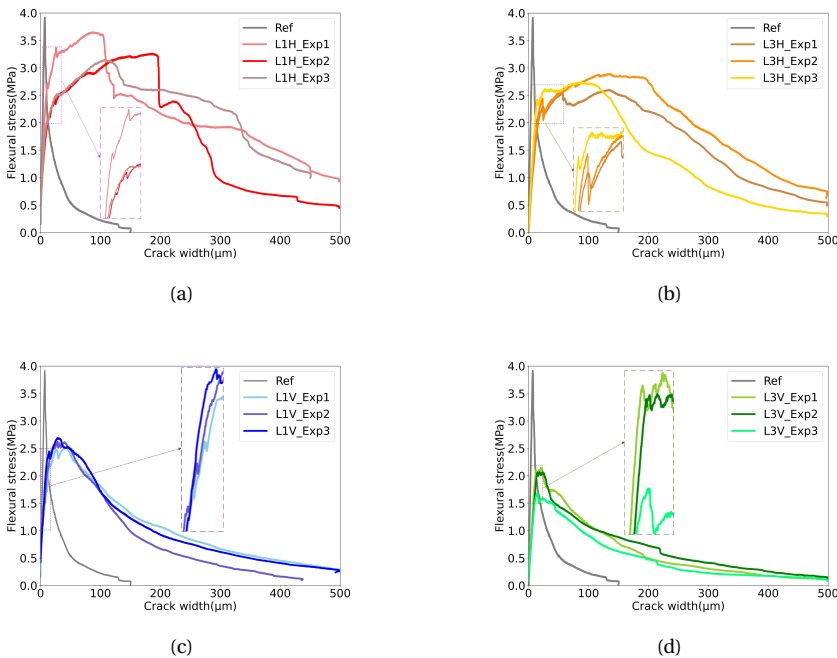 (a)
4.0
3.5
3.0
2.5
2.0
1.5
1.0
0.5
0.0
Flexural stress(MPa)
0 100 200 300 400 500
Crack width(μm)
Ref
L1H_Exp1
L1H_Exp2
L1H_Exp3
(b)
4.0
3.5
3.0
2.5
2.0
1.5
1.0
0.5
0.0
Flexural stress(MPa)
0 100 200 300 400 500
Crack width(μm)
Ref
L3H_Exp1
L3H_Exp2
L3H_Exp3
(c)
4.0
3.5
3.0
2.5
2.0
1.5
1.0
0.5
0.0
Flexural stress(MPa)
0 100 200 300 400 500
Crack width(μm)
Ref
L1V_Exp1
L1V_Exp2
L1V_Exp3
(d)
4.0
3.5
3.0
2.5
2.0
1.5
1.0
0.5
0.0
Flexural stress(MPa)
0 100 200 300 400 500
Crack width(μm)
Ref
L3V_Exp1
L3V_Exp2
L3V_Exp3